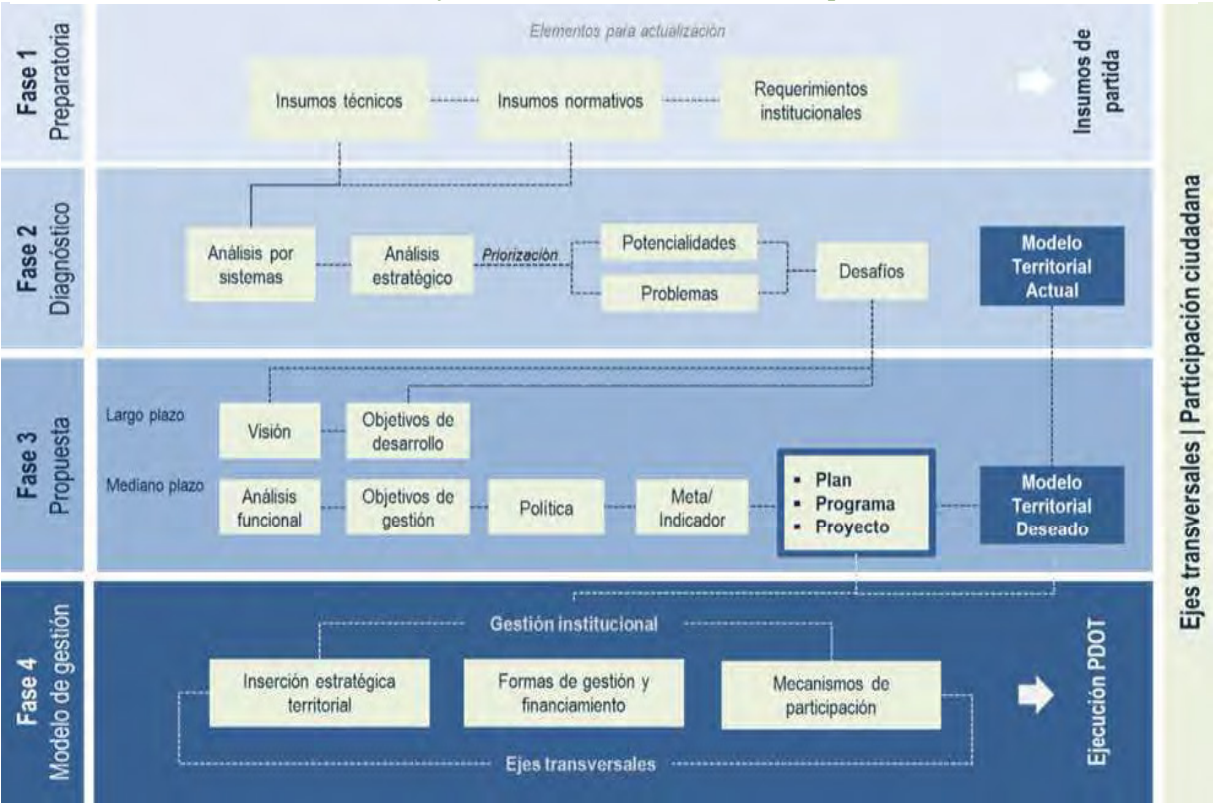 Fase 1
Preparatoria
Elementos para actualización
Insumos técnicos
Insumos normativos
Requerimientos
institucionales
Insumos de
partida
Fase 2
Diagnóstico
Análisis por
sistemas
Análisis
estratégico
Priorización
Potencialidades
Problemas
Desafíos
Modelo
Territorial
Actual
Fase 3
Propuesta
Largo plazo
Visión
Objetivos de
desarrollo
Mediano plazo
Análisis
funcional
Objetivos de
gestión
Política
Meta/
Indicador
▪ Plan
▪ Programa
▪ Proyecto
Modelo
Territorial
Deseado
Fase 4
Modelo de gestión
Gestión institucional
Inserción estratégica
territorial
Formas de gestión y
financiamiento
Mecanismos de
participación
Ejes transversales
Ejecución PDOT
Ejes transversales | Participación ciudadana